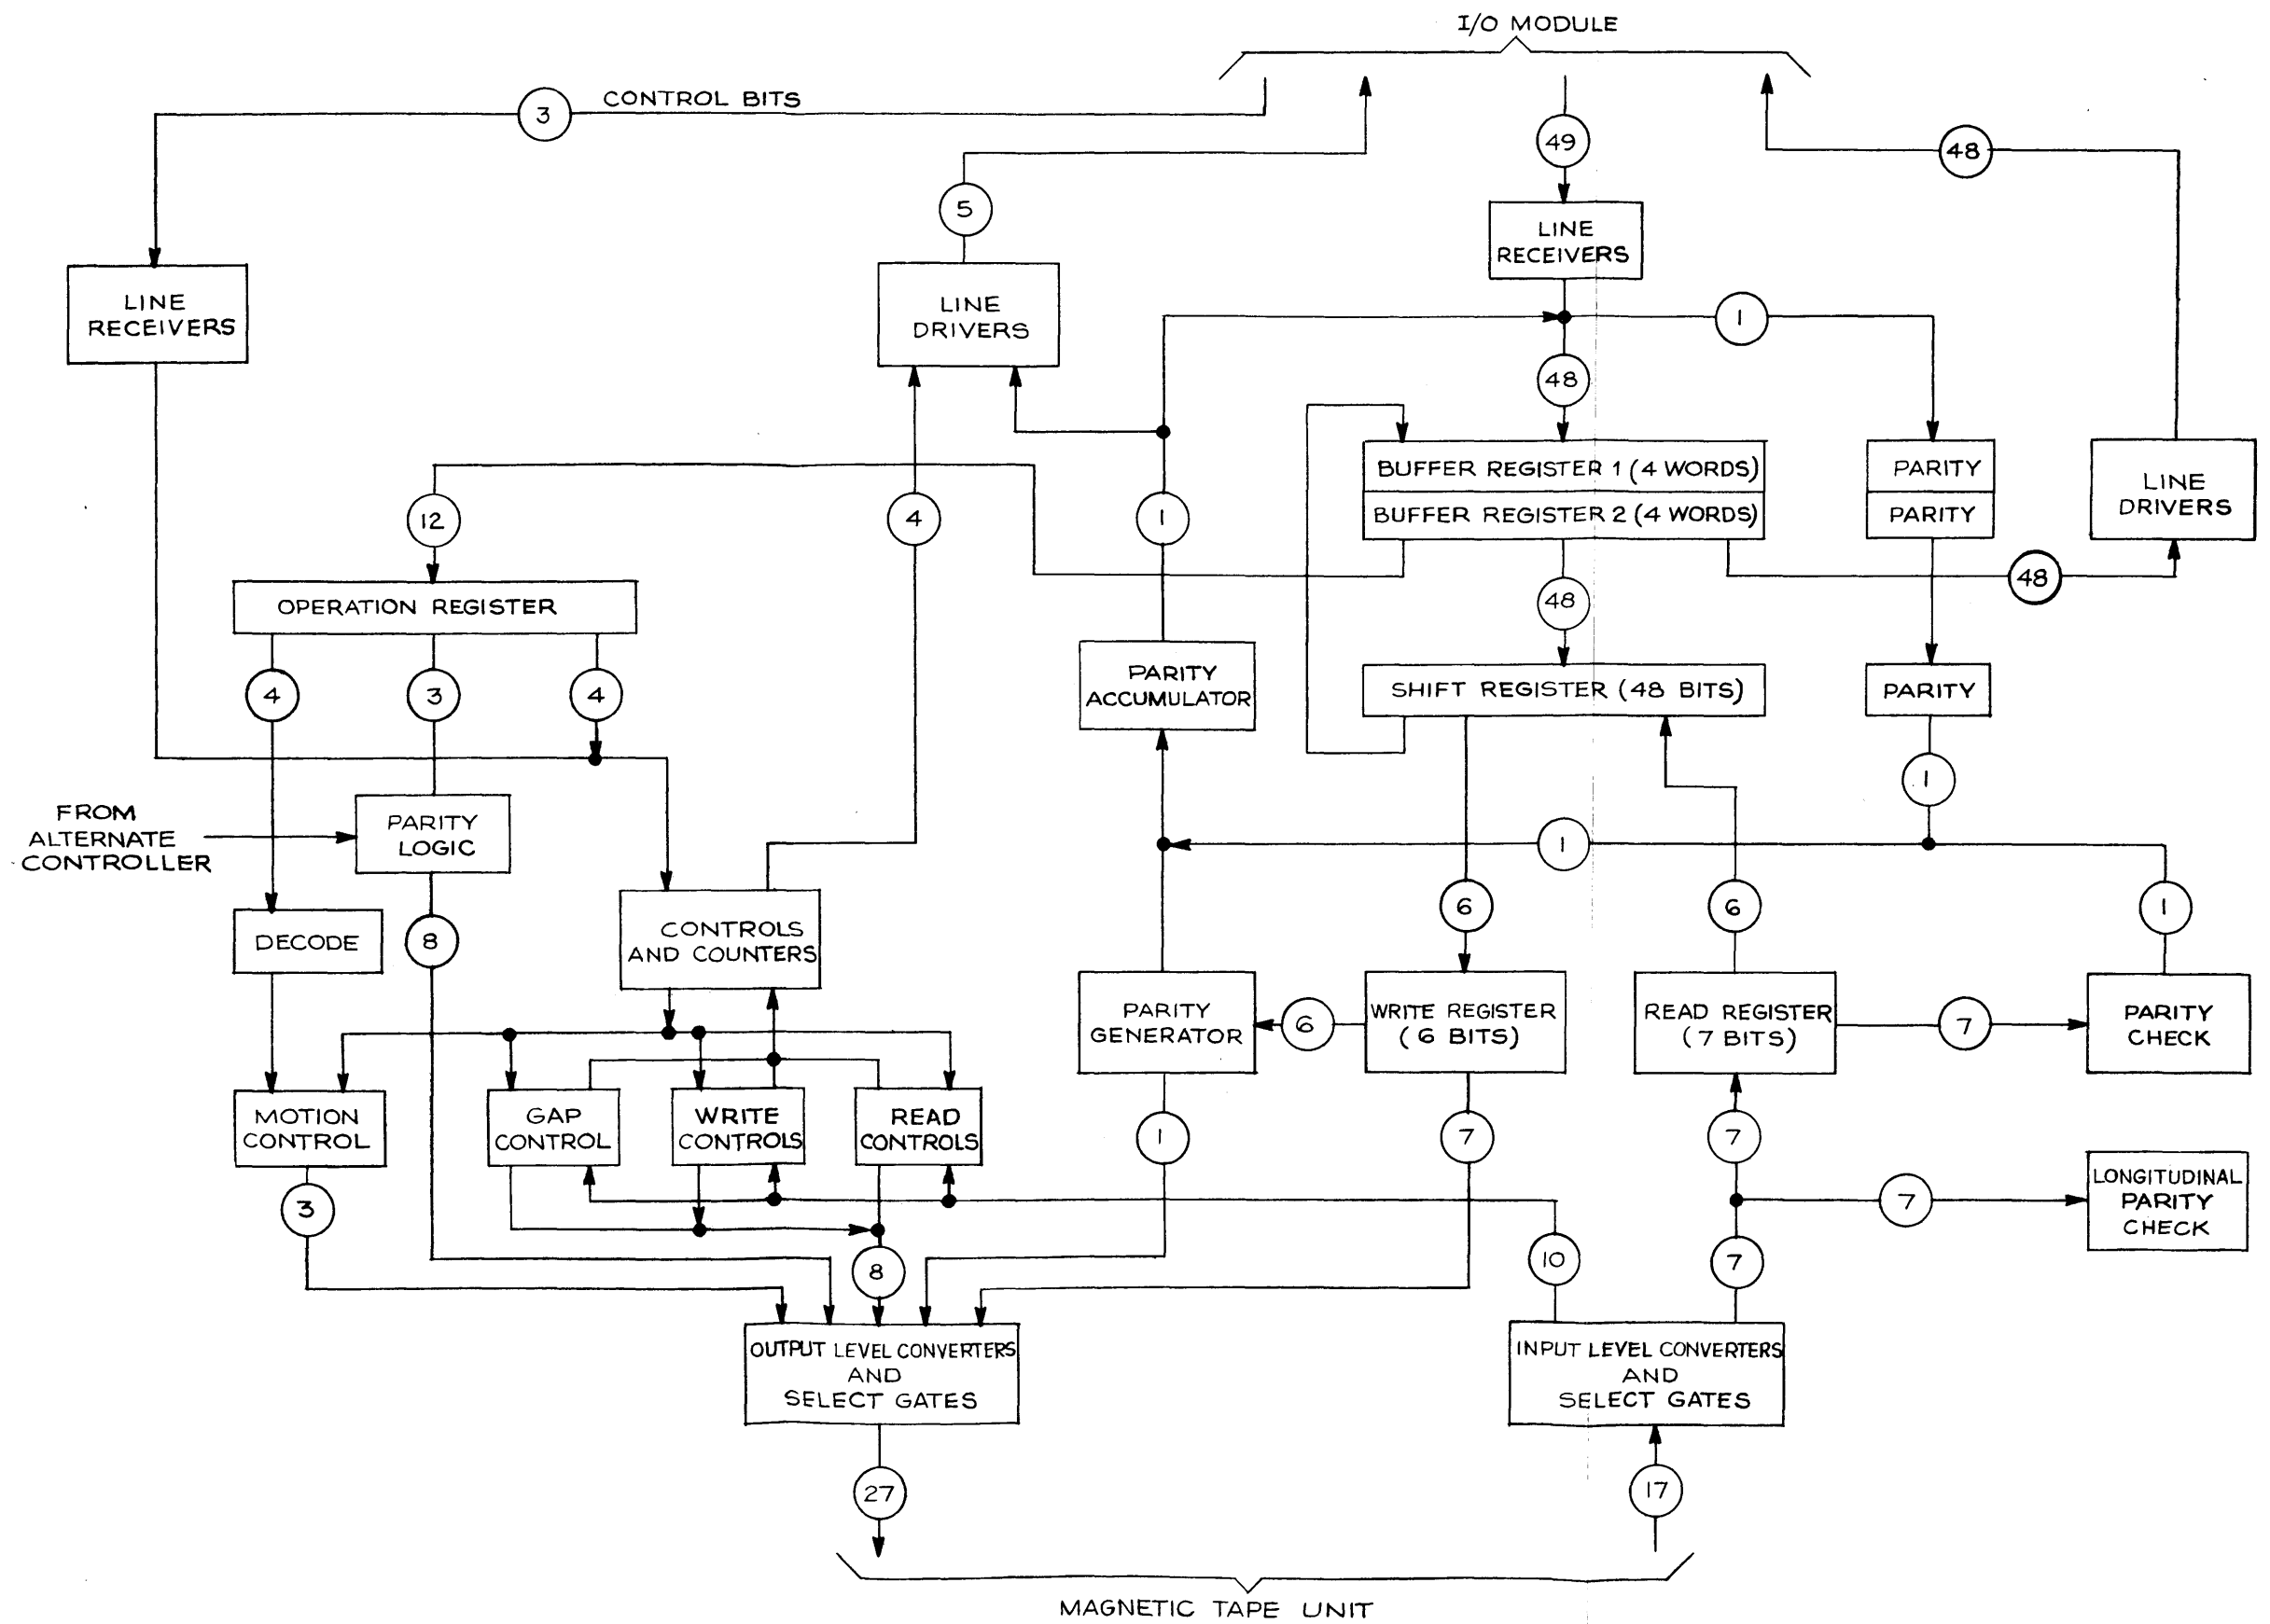 I/O MODULE
3
CONTROL BITS
49
48
5
LINE
RECEIVERS
LINE
RECEIVERS
LINE
DRIVERS
1
48
BUFFER REGISTER 1 (4 WORDS)
BUFFER REGISTER 2 (4 WORDS)
PARITY
PARITY
LINE
DRIVERS
12
4
1
48
48
OPERATION REGISTER
4
3
4
PARITY
ACCUMULATOR
SHIFT REGISTER (48 BITS)
PARITY
1
FROM
ALTERNATE
CONTROLLER
PARITY
LOGIC
1
DECODE
8
CONTROLS
AND COUNTERS
6
6
1
PARITY
GENERATOR
6
WRITE REGISTER
(6 BITS)
READ REGISTER
(7 BITS)
7
PARITY
CHECK
MOTION
CONTROL
GAP
CONTROL
WRITE
CONTROLS
READ
CONTROLS
1
7
7
3
7
LONGITUDINAL
PARITY
CHECK
8
10
7
OUTPUT LEVEL CONVERTERS
AND
SELECT GATES
INPUT LEVEL CONVERTERS
AND
SELECT GATES
27
17
MAGNETIC TAPE UNIT